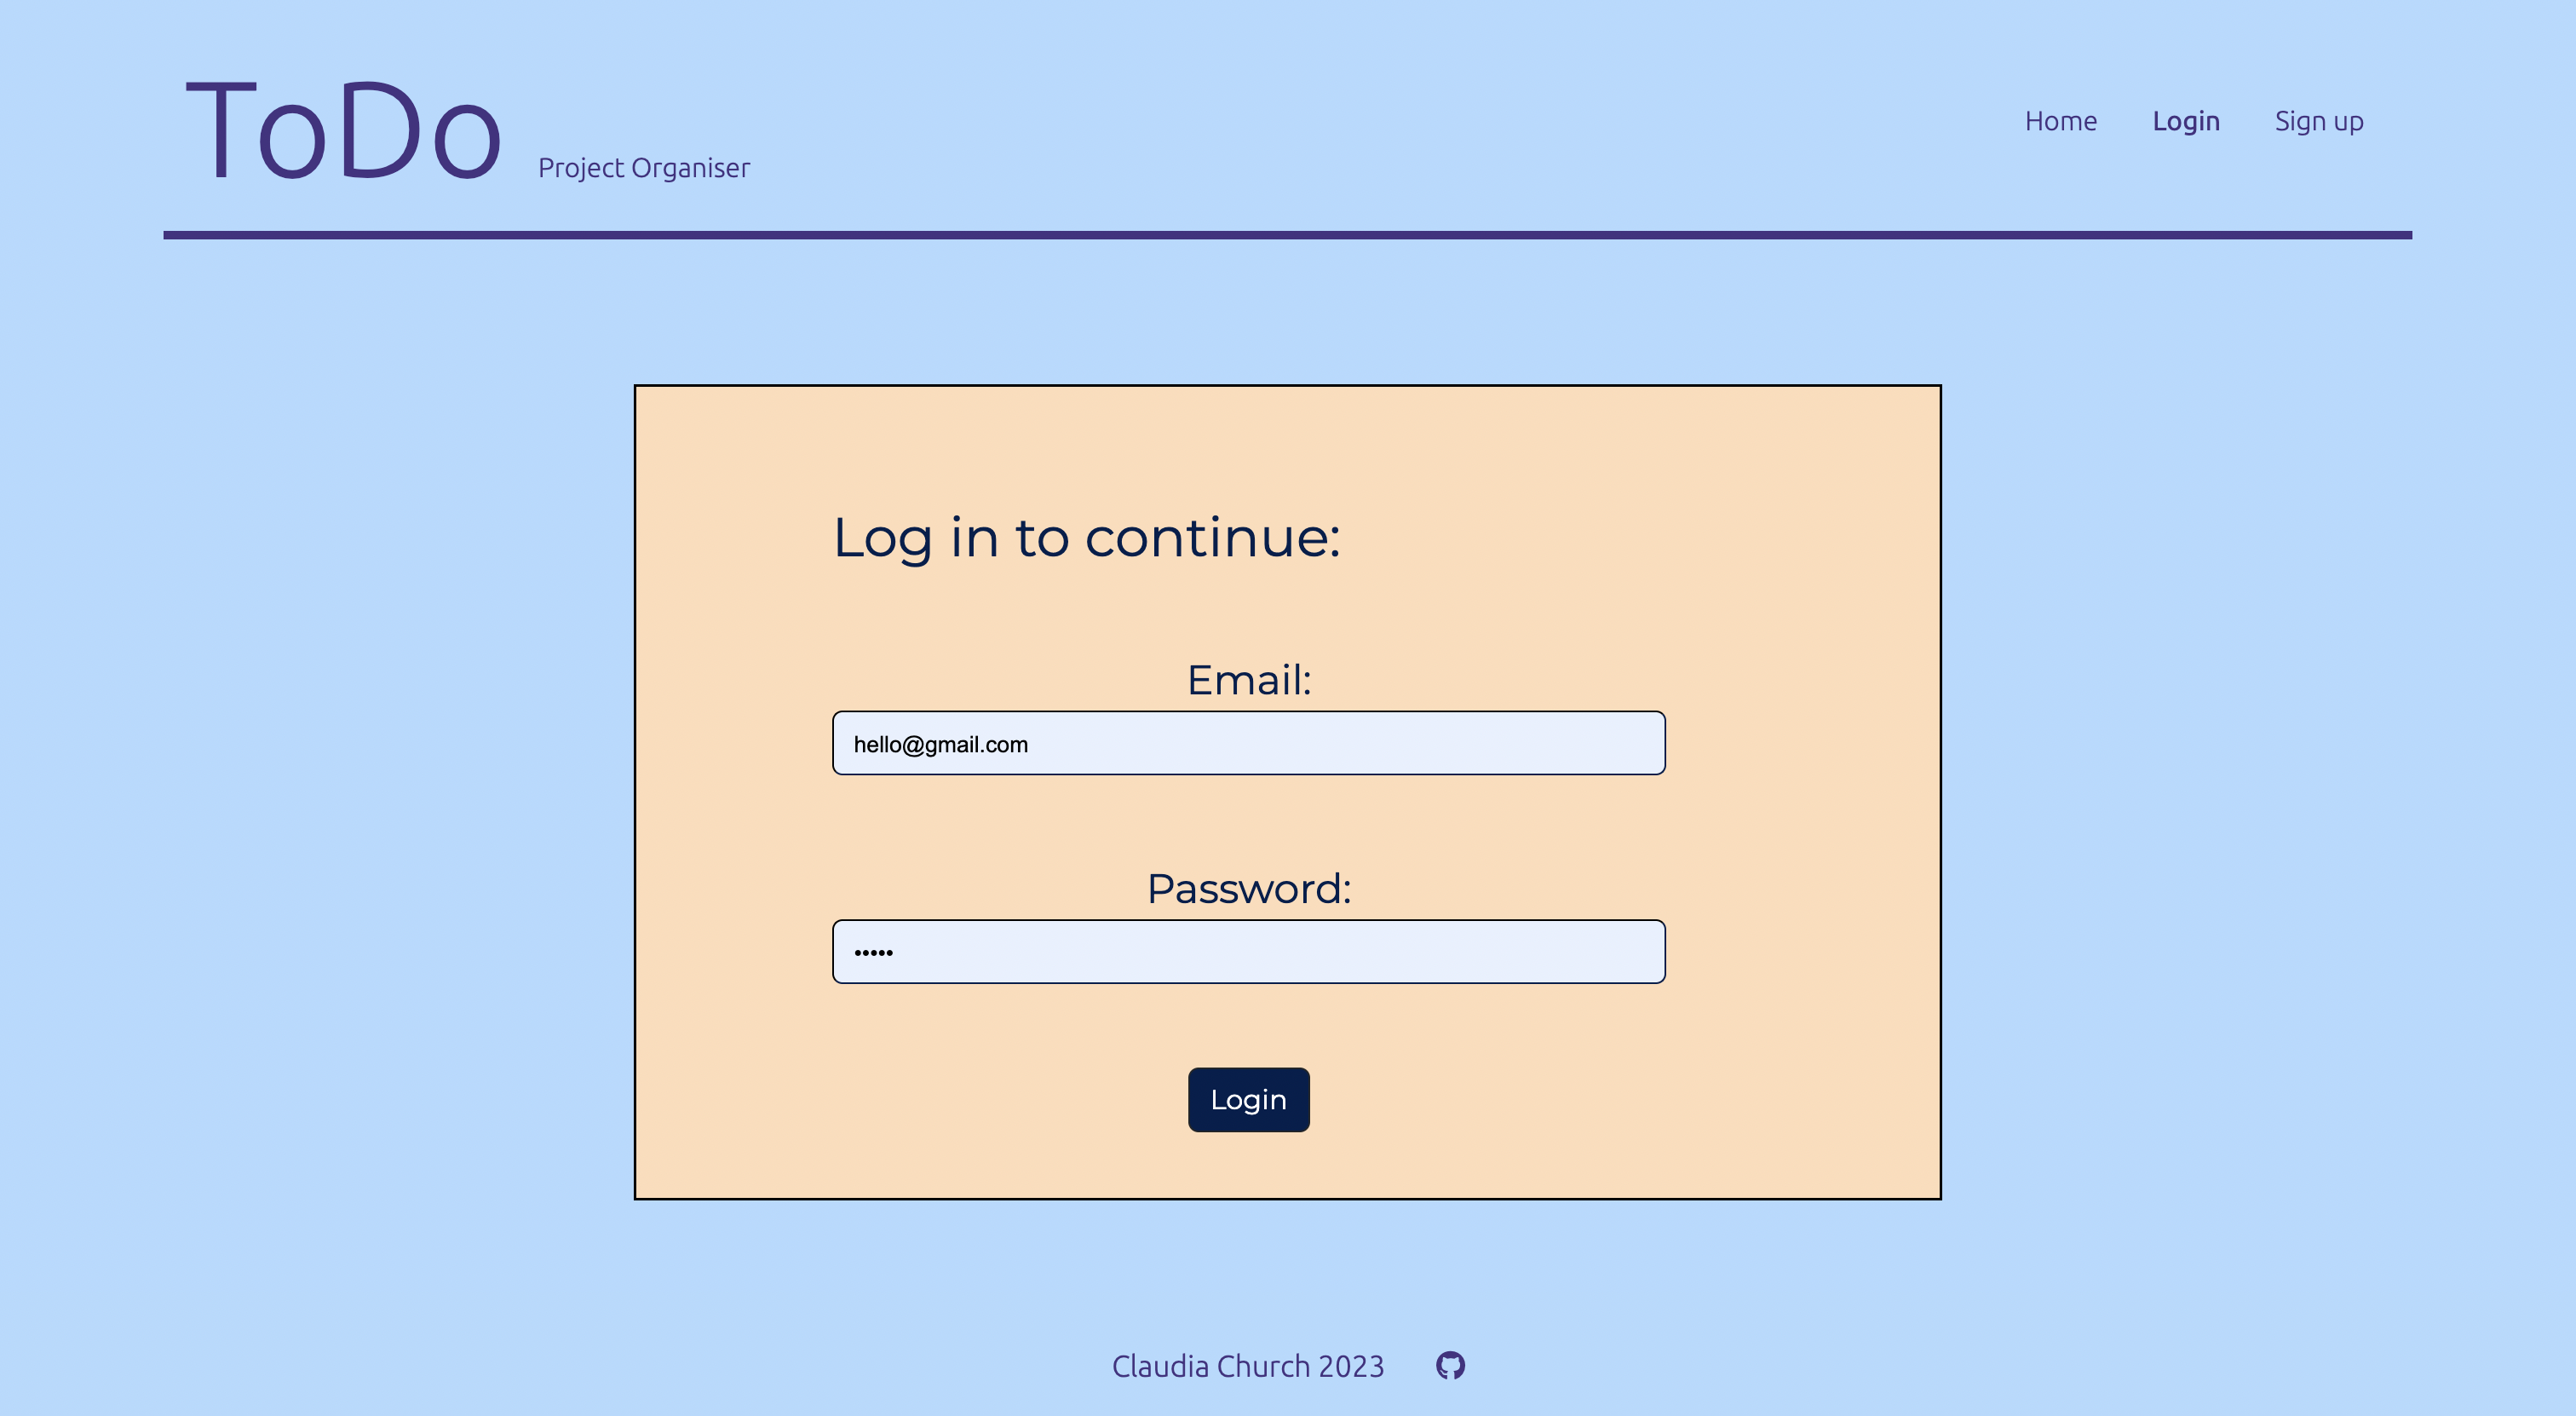 ToDo Project Organiser
Home Login Sign up
Log in to continue:
Email:
hello@gmail.com
Password:
•••••
Login
Claudia Church 2023